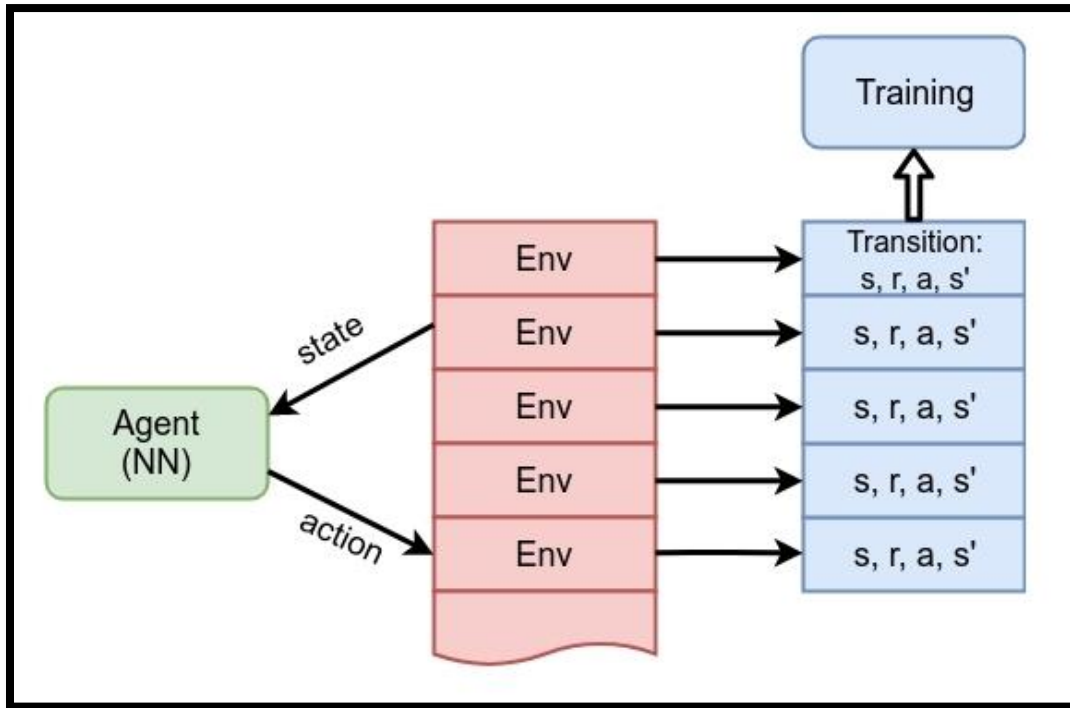 Training
Env
Transition:
s, r, a, s'
state
Env
s, r, a, s'
Agent
(NN)
Env
s, r, a, s'
Env
s, r, a, s'
action
Env
s, r, a, s'